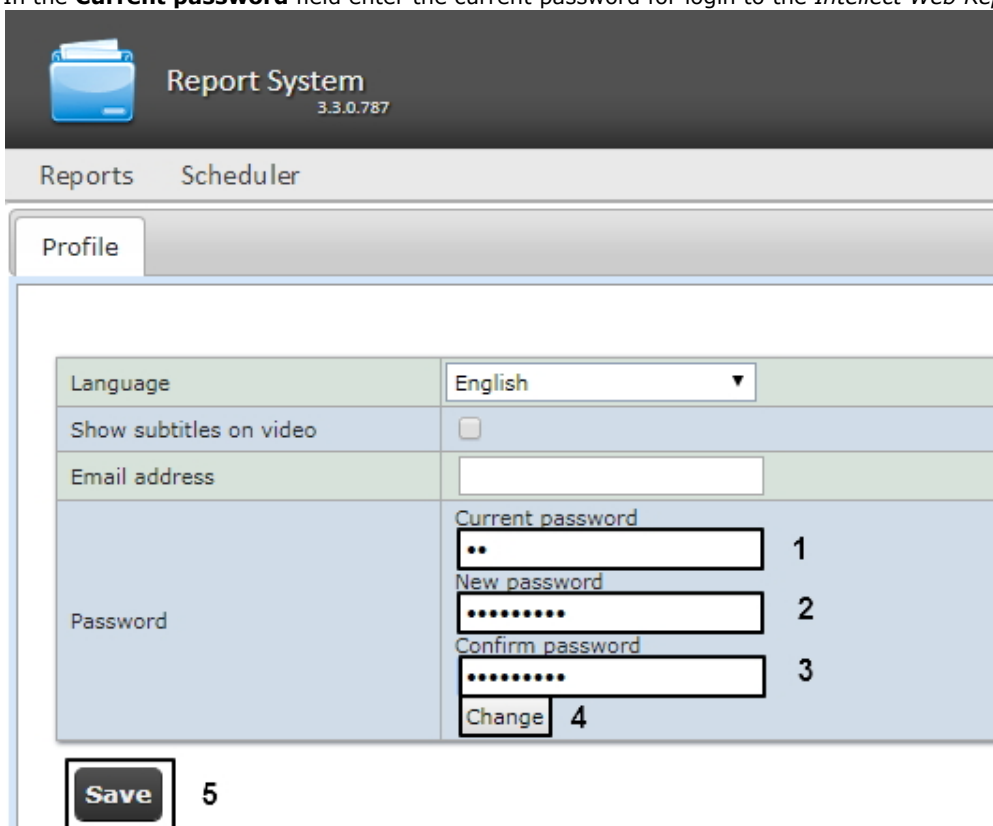 In the Current password field enter the current password for login to the Intellect Web Rep
Report System
3.3.0.787
Reports Scheduler
Profile
Language English
Show subtitles on video
Email address
Current password
•• 1
New password
••••••••• 2
Password
Confirm password
••••••••• 3
Change 4
Save 5